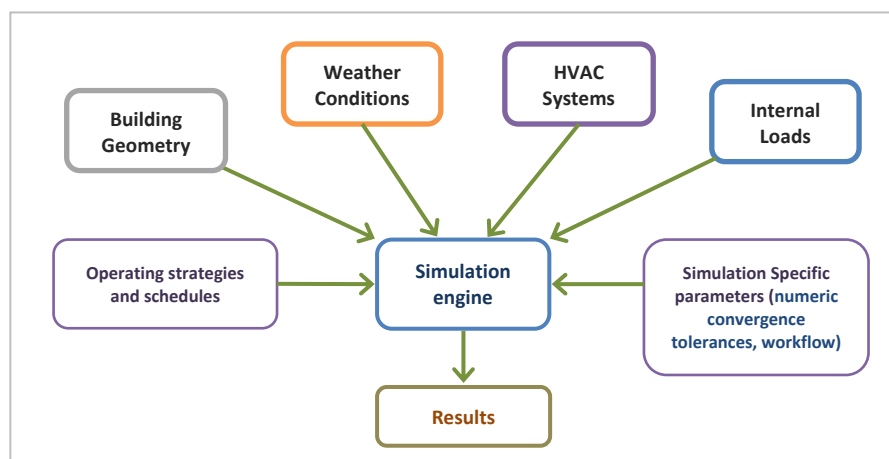 Building
Geometry
Weather
Conditions
HVAC
Systems
Internal
Loads
Operating strategies
and schedules
Simulation
engine
Simulation Specific
parameters (numeric
convergence
tolerances, workflow)
Results